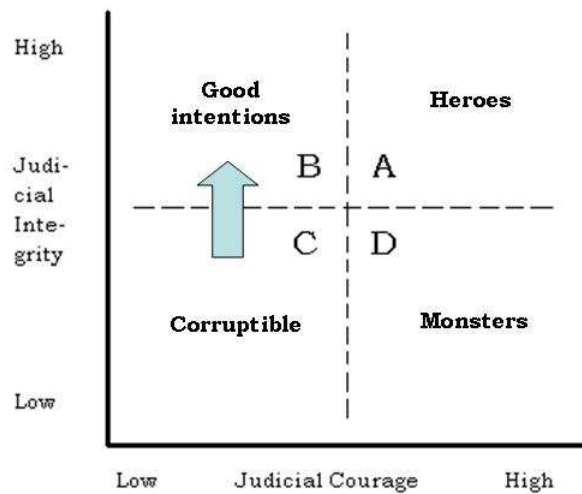 High
Good
intentions
Heroes
B
A
Judi-
cial
Inte-
grity
C
D
Corruptible
Monsters
Low
Low
Judicial Courage
High